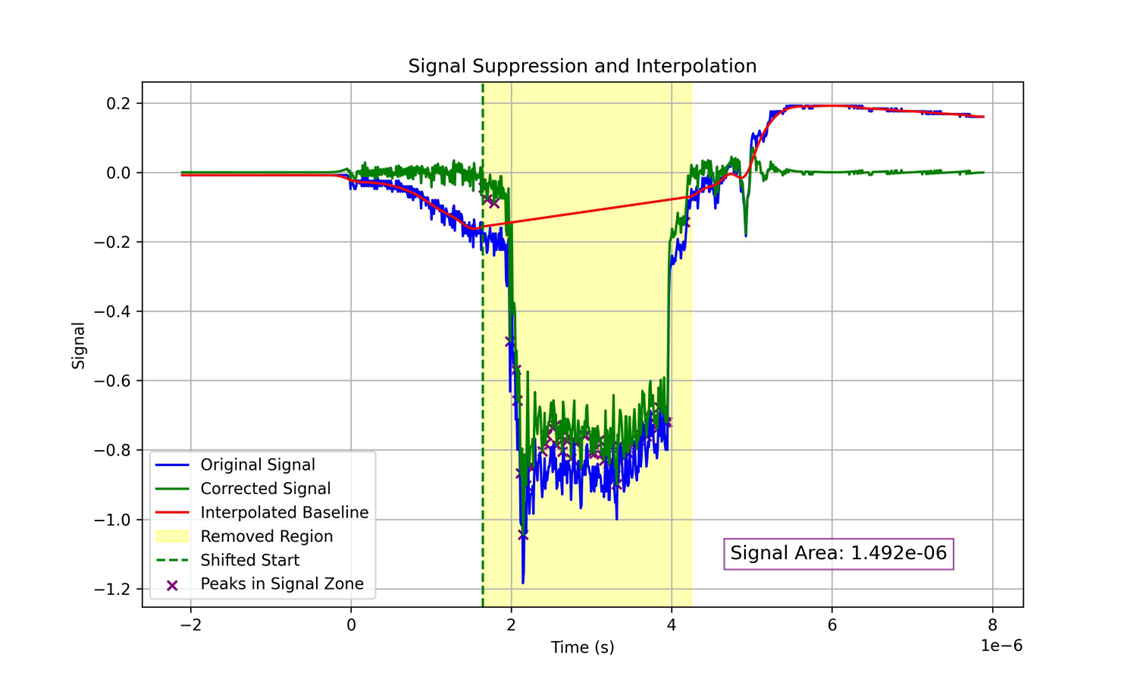 Signal Suppression and Interpolation
Signal
0.2
0.0
−0.2
−0.4
−0.6
−0.8
−1.0
−1.2
Original Signal
Corrected Signal
Interpolated Baseline
Removed Region
Shifted Start
Peaks in Signal Zone
Signal Area: 1.492e-06
−2
0
2
4
6
8
Time (s)
1e−6